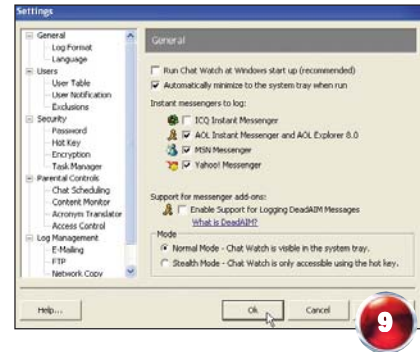 Settings
General
Log Format
Language
Users
User Table
User Notification
Exclusions
Security
Password
Hot Key
Encryption
Task Manager
Parental Controls
Chat Scheduling
Content Monitor
Acronym Translator
Access Control
Log Management
E-Mailing
FTP
Network Copy
General
Run Chat Watch at Windows start up (recommended)
Automatically minimize to the system tray when run
Instant messengers to log:
ICQ Instant Messenger
AOL Instant Messenger and AOL Explorer 8.0
MSN Messenger
Yahoo! Messenger
Support for messenger add-ons:
Enable Support for Logging DeadAIM Messages
What is DeadAIM?
Mode
Normal Mode - Chat Watch is visible in the system tray.
Stealth Mode - Chat Watch is only accessible using the hot key.
Help... Ok Cancel
9